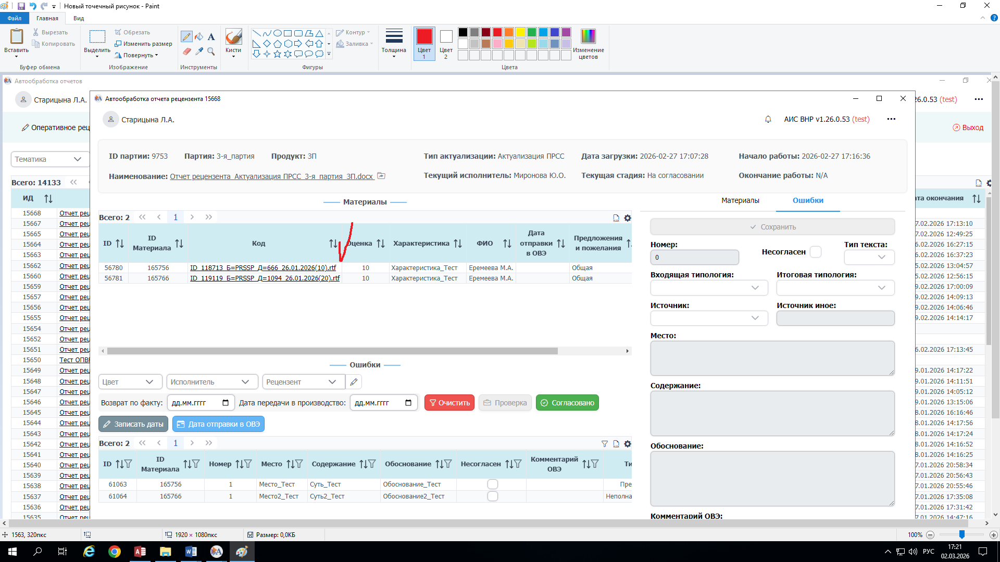 Новый точечный рисунок - Paint
Файл
Главная
Вид
Вставить
Вырезать
Копировать
Буфер обмена
Выделить
Обрезать
Изменить размер
Повернуть
Изображение
Инструменты
Кисти
Фигуры
Контур
Заливка
Толщина
Цвет 1
Цвет 2
Изменение цветов
Цвета
Автообработка отчетов
Старицына Л.А.
26.0.53 (test)
Оперативное рец
Выход
Тематика
Всего: 14133
ИД
та окончания
15668 Отчет рец
15667 Отчет рец 7.02.2026 17:13:10
15665 Отчет рец 7.02.2026 12:49:25
15664 Отчет рец 6.02.2026 16:27:15
15663 Отчет рец 6.02.2026 16:37:23
15662 Отчет рец 5.02.2026 13:04:57
15660 Отчет рец 5.02.2026 12:56:15
15659 Отчет рец 9.02.2026 17:00:09
15657 Отчет рец 9.02.2026 14:09:13
15656 Отчет рец 9.02.2026 14:06:46
15655 Отчет рец 9.02.2026 14:14:17
15654 Отчет рец
15652 Отчет рец
15651 Отчет рец 6.02.2026 17:13:45
15650 Тест ОПВР
15649 Отчет рец 9.01.2026 14:17:22
15648 Отчет рец 9.01.2026 14:11:51
15647 Отчет рец 9.01.2026 14:05:12
15646 Отчет рец 9.01.2026 13:15:06
15645 Отчет рец 8.01.2026 16:16:46
15644 Отчет рец 8.01.2026 14:17:56
15643 Отчет рец 8.01.2026 14:17:24
15642 Отчет рец 8.01.2026 14:16:52
15641 Отчет рец 8.01.2026 14:16:25
15640 Отчет рец 7.01.2026 20:58:34
15639 Отчет рец 7.01.2026 20:56:43
15638 Отчет рец 7.01.2026 20:55:46
15637 Отчет рец 7.01.2026 17:35:08
15636 Отчет рец 7.01.2026 17:31:42
15635 Отчет рец 7.01.2026 14:47:16
Автообработка отчета рецензента 15668
Старицына Л.А.
АИС ВНР v1.26.0.53 (test)
ID партии: 9753 Партия: 3-я_партия Продукт: ЗП
Тип актуализации: Актуализация ПРСС Дата загрузки: 2026-02-27 17:07:28 Начало работы: 2026-02-27 17:16:36
Наименование: Отчет рецензента_Актуализация ПРСС_3-я_партия_ЗП.docx
Текущий исполнитель: Миронова Ю.О. Текущая стадия: На согласовании Окончание работы: N/A
Материалы
Всего: 2 1
ID ID Материала Код Оценка Характеристика ФИО Дата отправки в ОВЭ Предложения и пожелания
56780 165756 ID_118713_Б=PRSSP_Д=666_26.01.2026(10).rtf 10 Характеристика_Тест Еремеева М.А. Общая
56781 165766 ID_119119_Б=PRSSP_Д=1094_26.01.2026(20).rtf 10 Характеристика_Тест Еремеева М.А. Общая
Ошибки
Цвет Исполнитель Рецензент
Возврат по факту: дд.мм.гггг Дата передачи в производство: дд.мм.гггг Очистить Проверка Согласовано
Записать даты Дата отправки в ОВЭ
Всего: 2 1
ID ID Материала Номер Место Содержание Обоснование Несогласен Комментарий ОВЭ Ти
61063 165756 1 Место_Тест Суть_Тест Обоснование_Тест Пре
61064 165766 1 Место2_Тест Суть2_Тест Обоснование2_Тест Неполна
Материалы Ошибки
Сохранить
Номер:
0
Несогласен
Тип текста:
Входящая типология:
Итоговая типология:
Источник:
Источник иное:
Место:
Содержание:
Обоснование:
Комментарий ОВЭ:
1563, 320пкс
1920 × 1080пкс
Размер: 0,0КБ
100%
РУС
17:21
02.03.2026